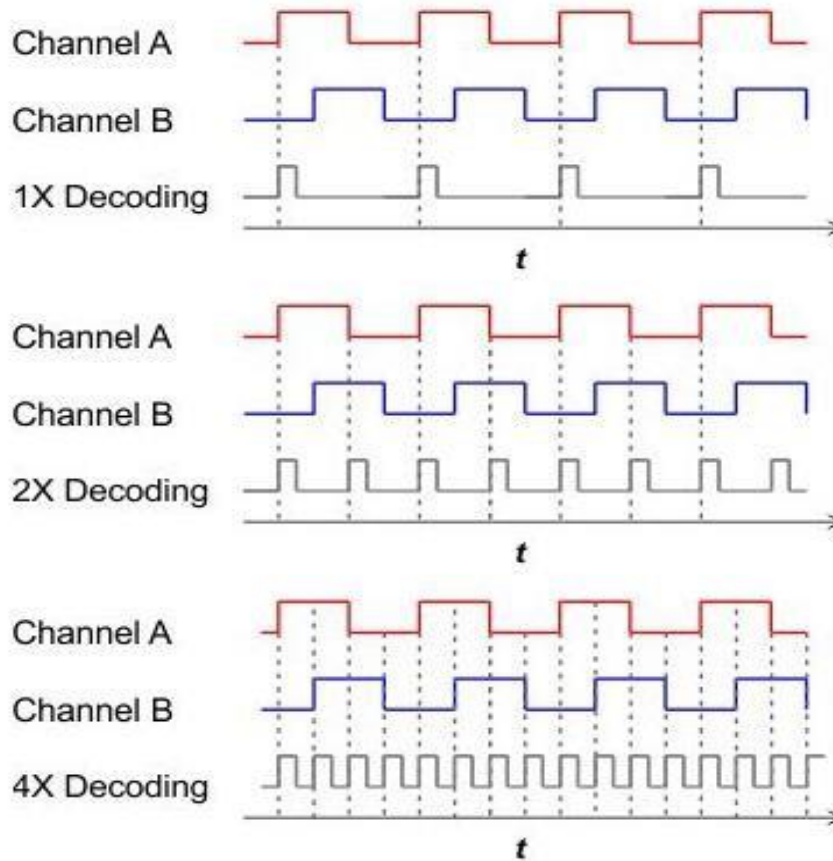 Channel A
Channel B
1X Decoding
t
Channel A
Channel B
2X Decoding
t
Channel A
Channel B
4X Decoding
t